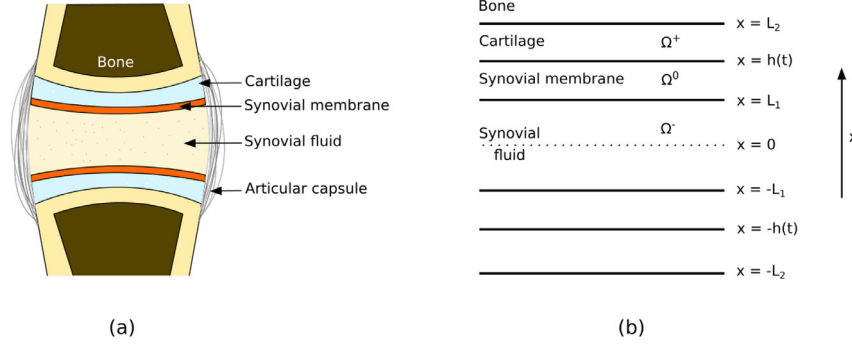 Bone
Cartilage
Synovial membrane
Synovial fluid
Articular capsule
(a)
Bone
x = L₂
Cartilage Ω⁺
x = h(t)
Synovial membrane Ω⁰
x = L₁
Synovial Ω⁻
fluid
x = 0
x = -L₁
x = -h(t)
x = -L₂
(b)